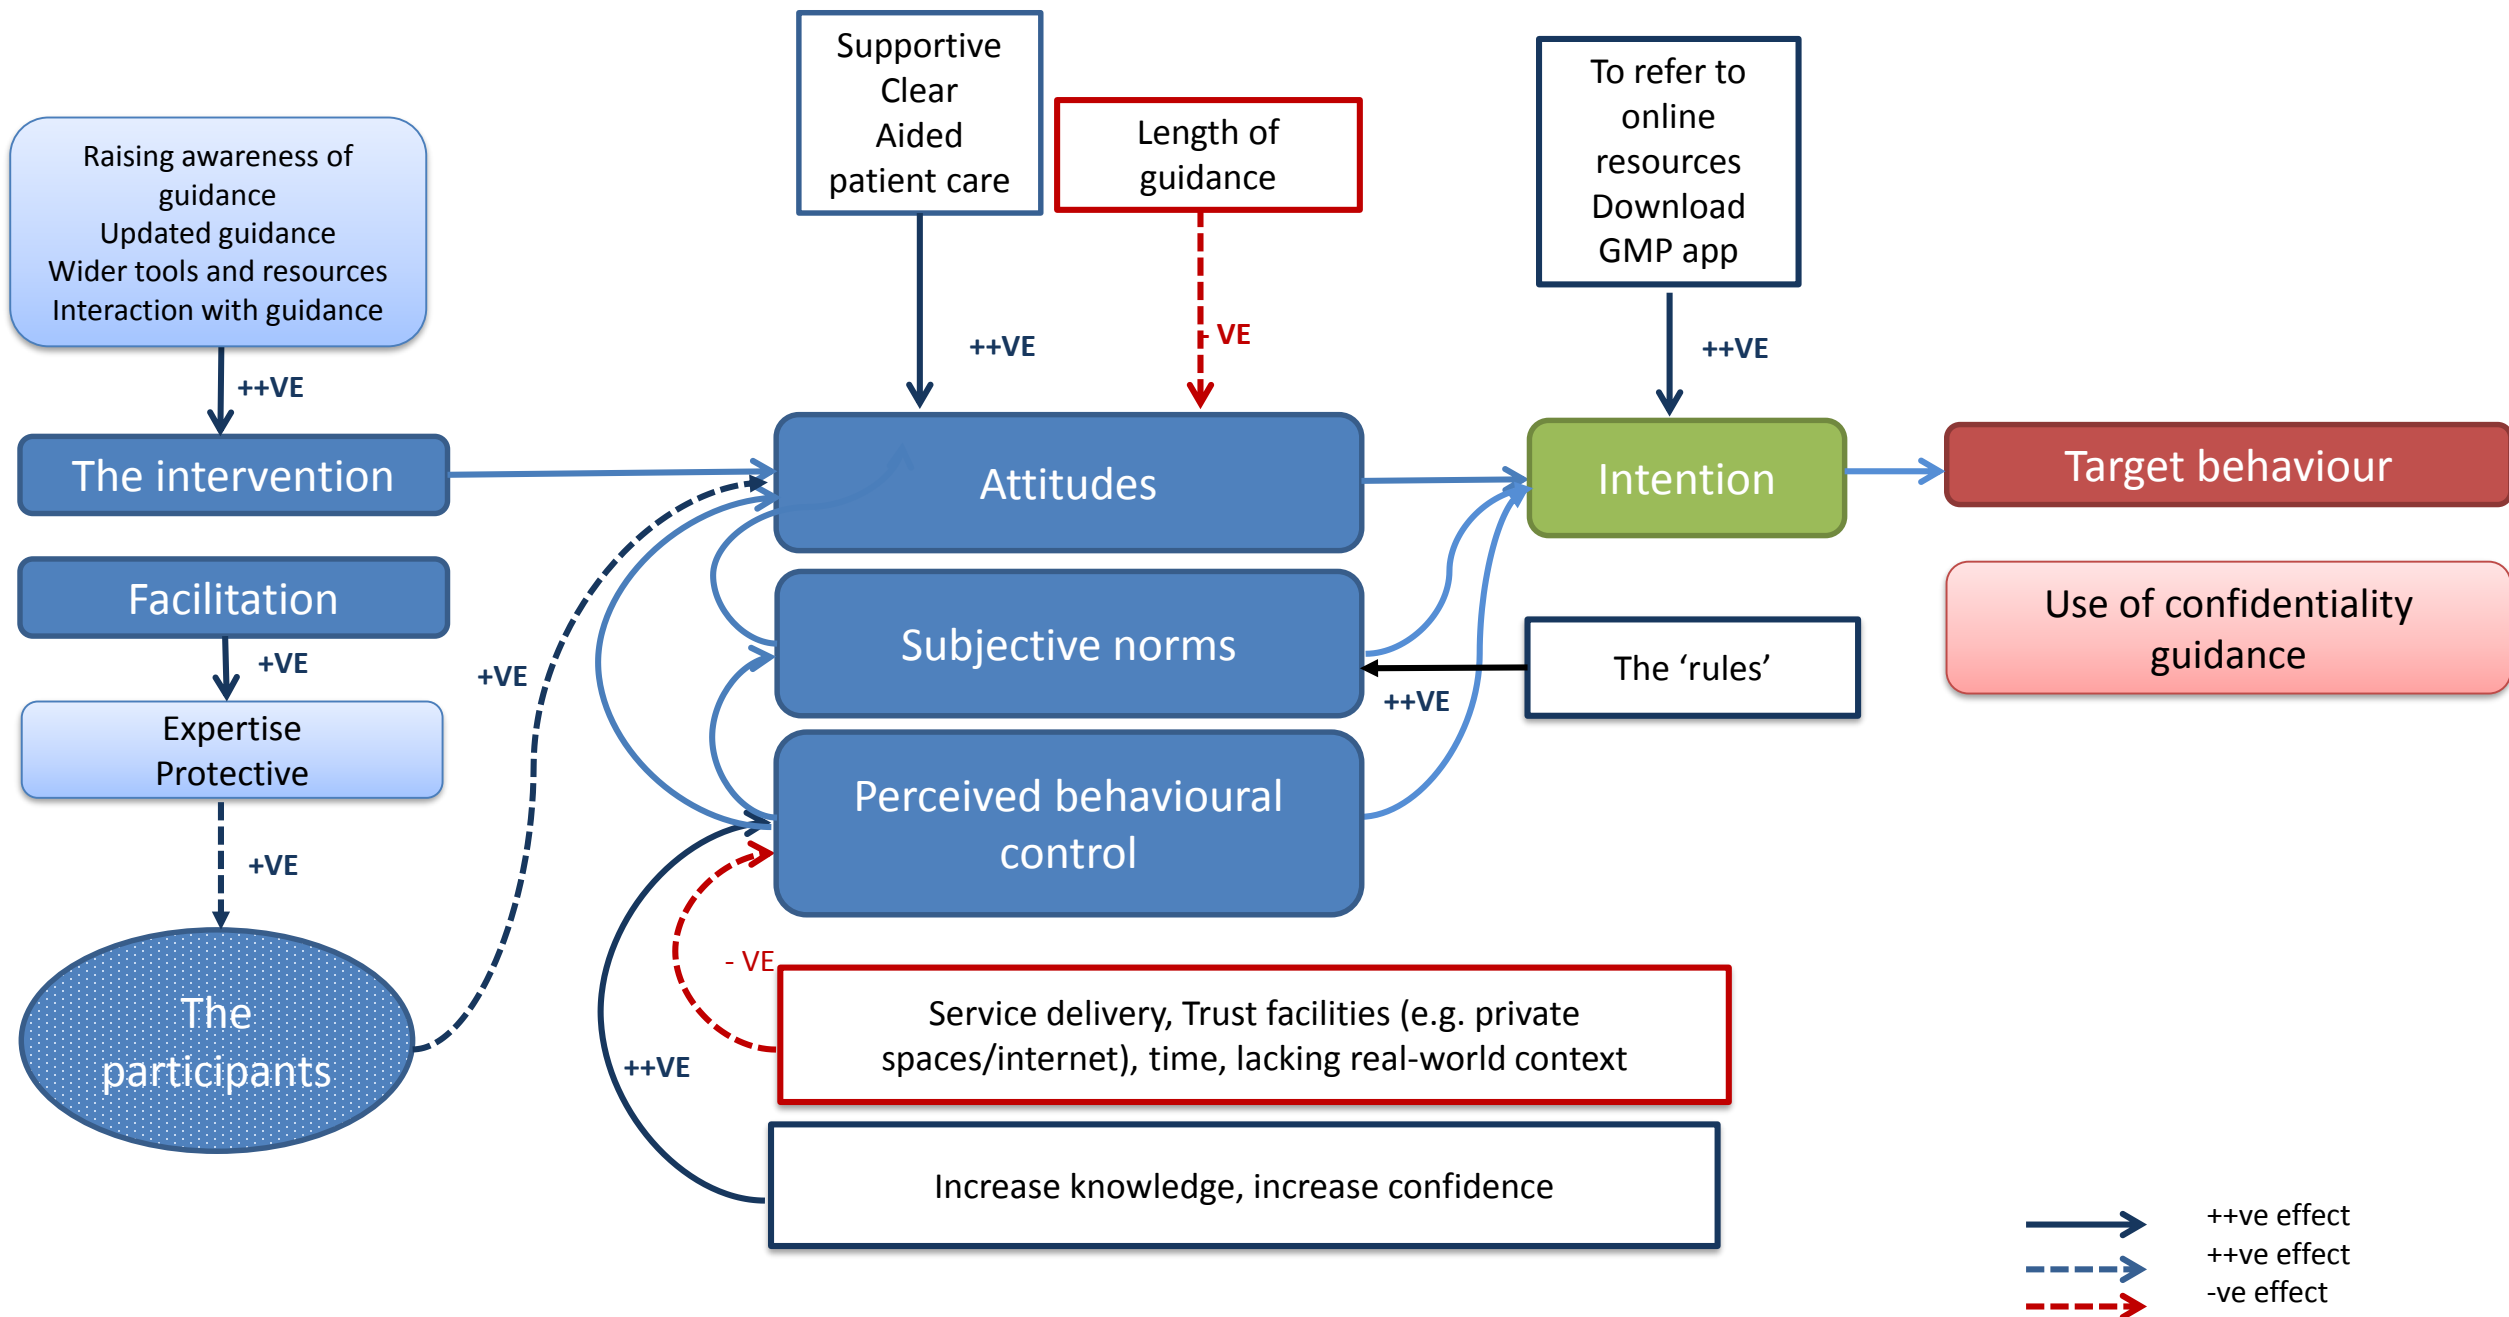 Supportive
Clear
Aided
patient care
Length of
guidance
To refer to
online
resources
Download
GMP app
Raising awareness of
guidance
Updated guidance
Wider tools and resources
Interaction with guidance
++VE
++VE
- VE
++VE
The intervention
Attitudes
Intention
Target behaviour
Facilitation
+VE
Expertise
Protective
+VE
The
participants
+VE
Subjective norms
++VE
The ‘rules’
Use of confidentiality
guidance
Perceived behavioural
control
- VE
Service delivery, Trust facilities (e.g. private
spaces/internet), time, lacking real-world context
++VE
Increase knowledge, increase confidence
++ve effect
++ve effect
-ve effect